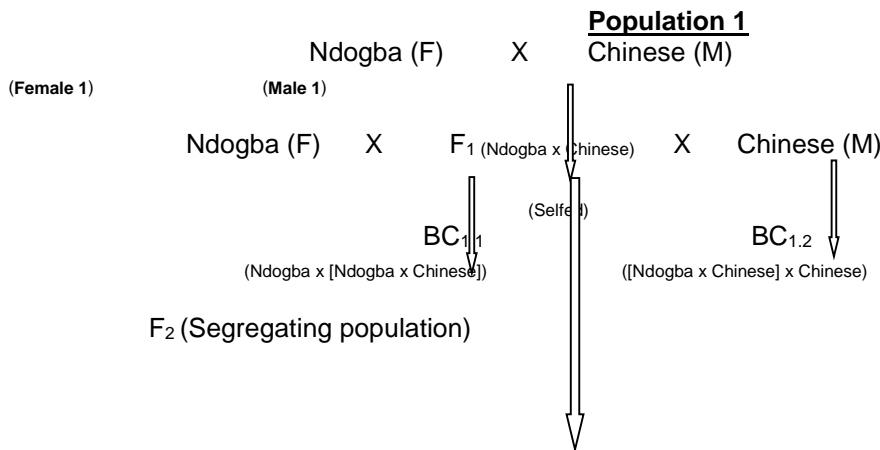 Population 1
Ndogba (F) X Chinese (M)
(Female 1) (Male 1)
Ndogba (F) X F₁ (Ndogba x Chinese) X Chinese (M)
(Selfed)
BC₁.₁ BC₁.₂
(Ndogba x [Ndogba x Chinese]) ([Ndogba x Chinese] x Chinese)
F₂ (Segregating population)